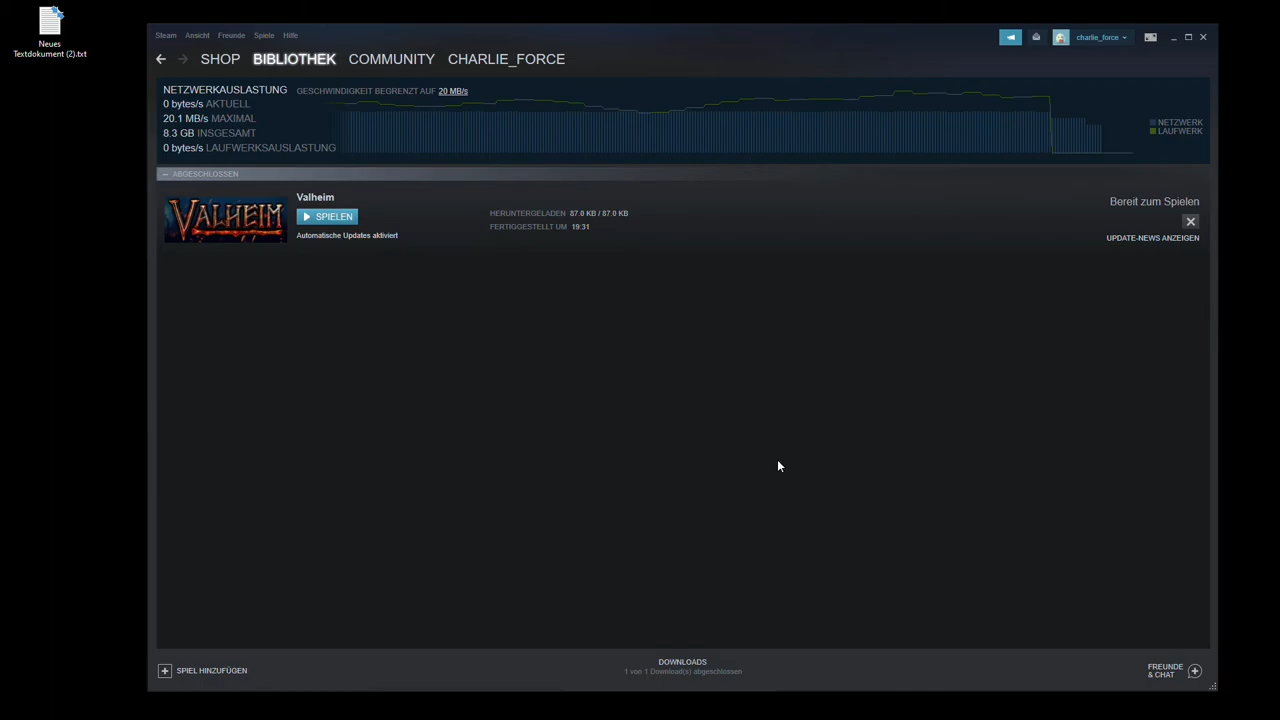 Neues
Textdokument (2).txt
Steam Ansicht Freunde Spiele Hilfe
charlie_force
SHOP BIBLIOTHEK COMMUNITY CHARLIE_FORCE
NETZWERKAUSLASTUNG GESCHWINDIGKEIT BEGRENZT AUF 20 MB/s
0 bytes/s AKTUELL
20.1 MB/s MAXIMAL
8.3 GB INSGESAMT
0 bytes/s LAUFWERKSAUSLASTUNG
NETZWERK
LAUFWERK
ABGESCHLOSSEN
VALHEIM
Valheim
SPIELEN
Automatische Updates aktiviert
HERUNTERGELADEN 87.0 KB / 87.0 KB
FERTIGGESTELLT UM 19:31
Bereit zum Spielen
UPDATE-NEWS ANZEIGEN
SPIEL HINZUFÜGEN
DOWNLOADS
1 von 1 Download(s) abgeschlossen
FREUNDE
& CHAT